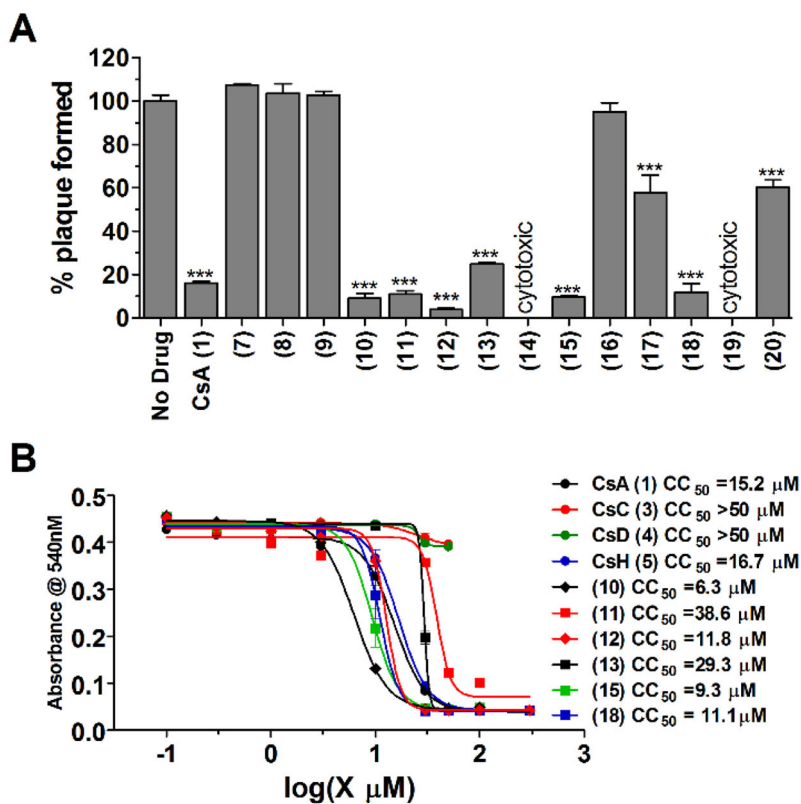 A
% plaque formed
120
100
80
60
40
20
0
***
***
***
***
***
cytotoxic
***
***
***
cytotoxic
***
No Drug
CsA (1)
(7)
(8)
(9)
(10)
(11)
(12)
(13)
(14)
(15)
(16)
(17)
(18)
(19)
(20)
B
Absorbance @ 540nM
0.5
0.4
0.3
0.2
0.1
0.0
-1
0
1
2
3
log(X μM)
CsA (1) CC50 =15.2 μM
CsC (3) CC50 >50 μM
CsD (4) CC50 >50 μM
CsH (5) CC50 =16.7 μM
(10) CC50 =6.3 μM
(11) CC50 =38.6 μM
(12) CC50 =11.8 μM
(13) CC50 =29.3 μM
(15) CC50 =9.3 μM
(18) CC50 = 11.1 μM